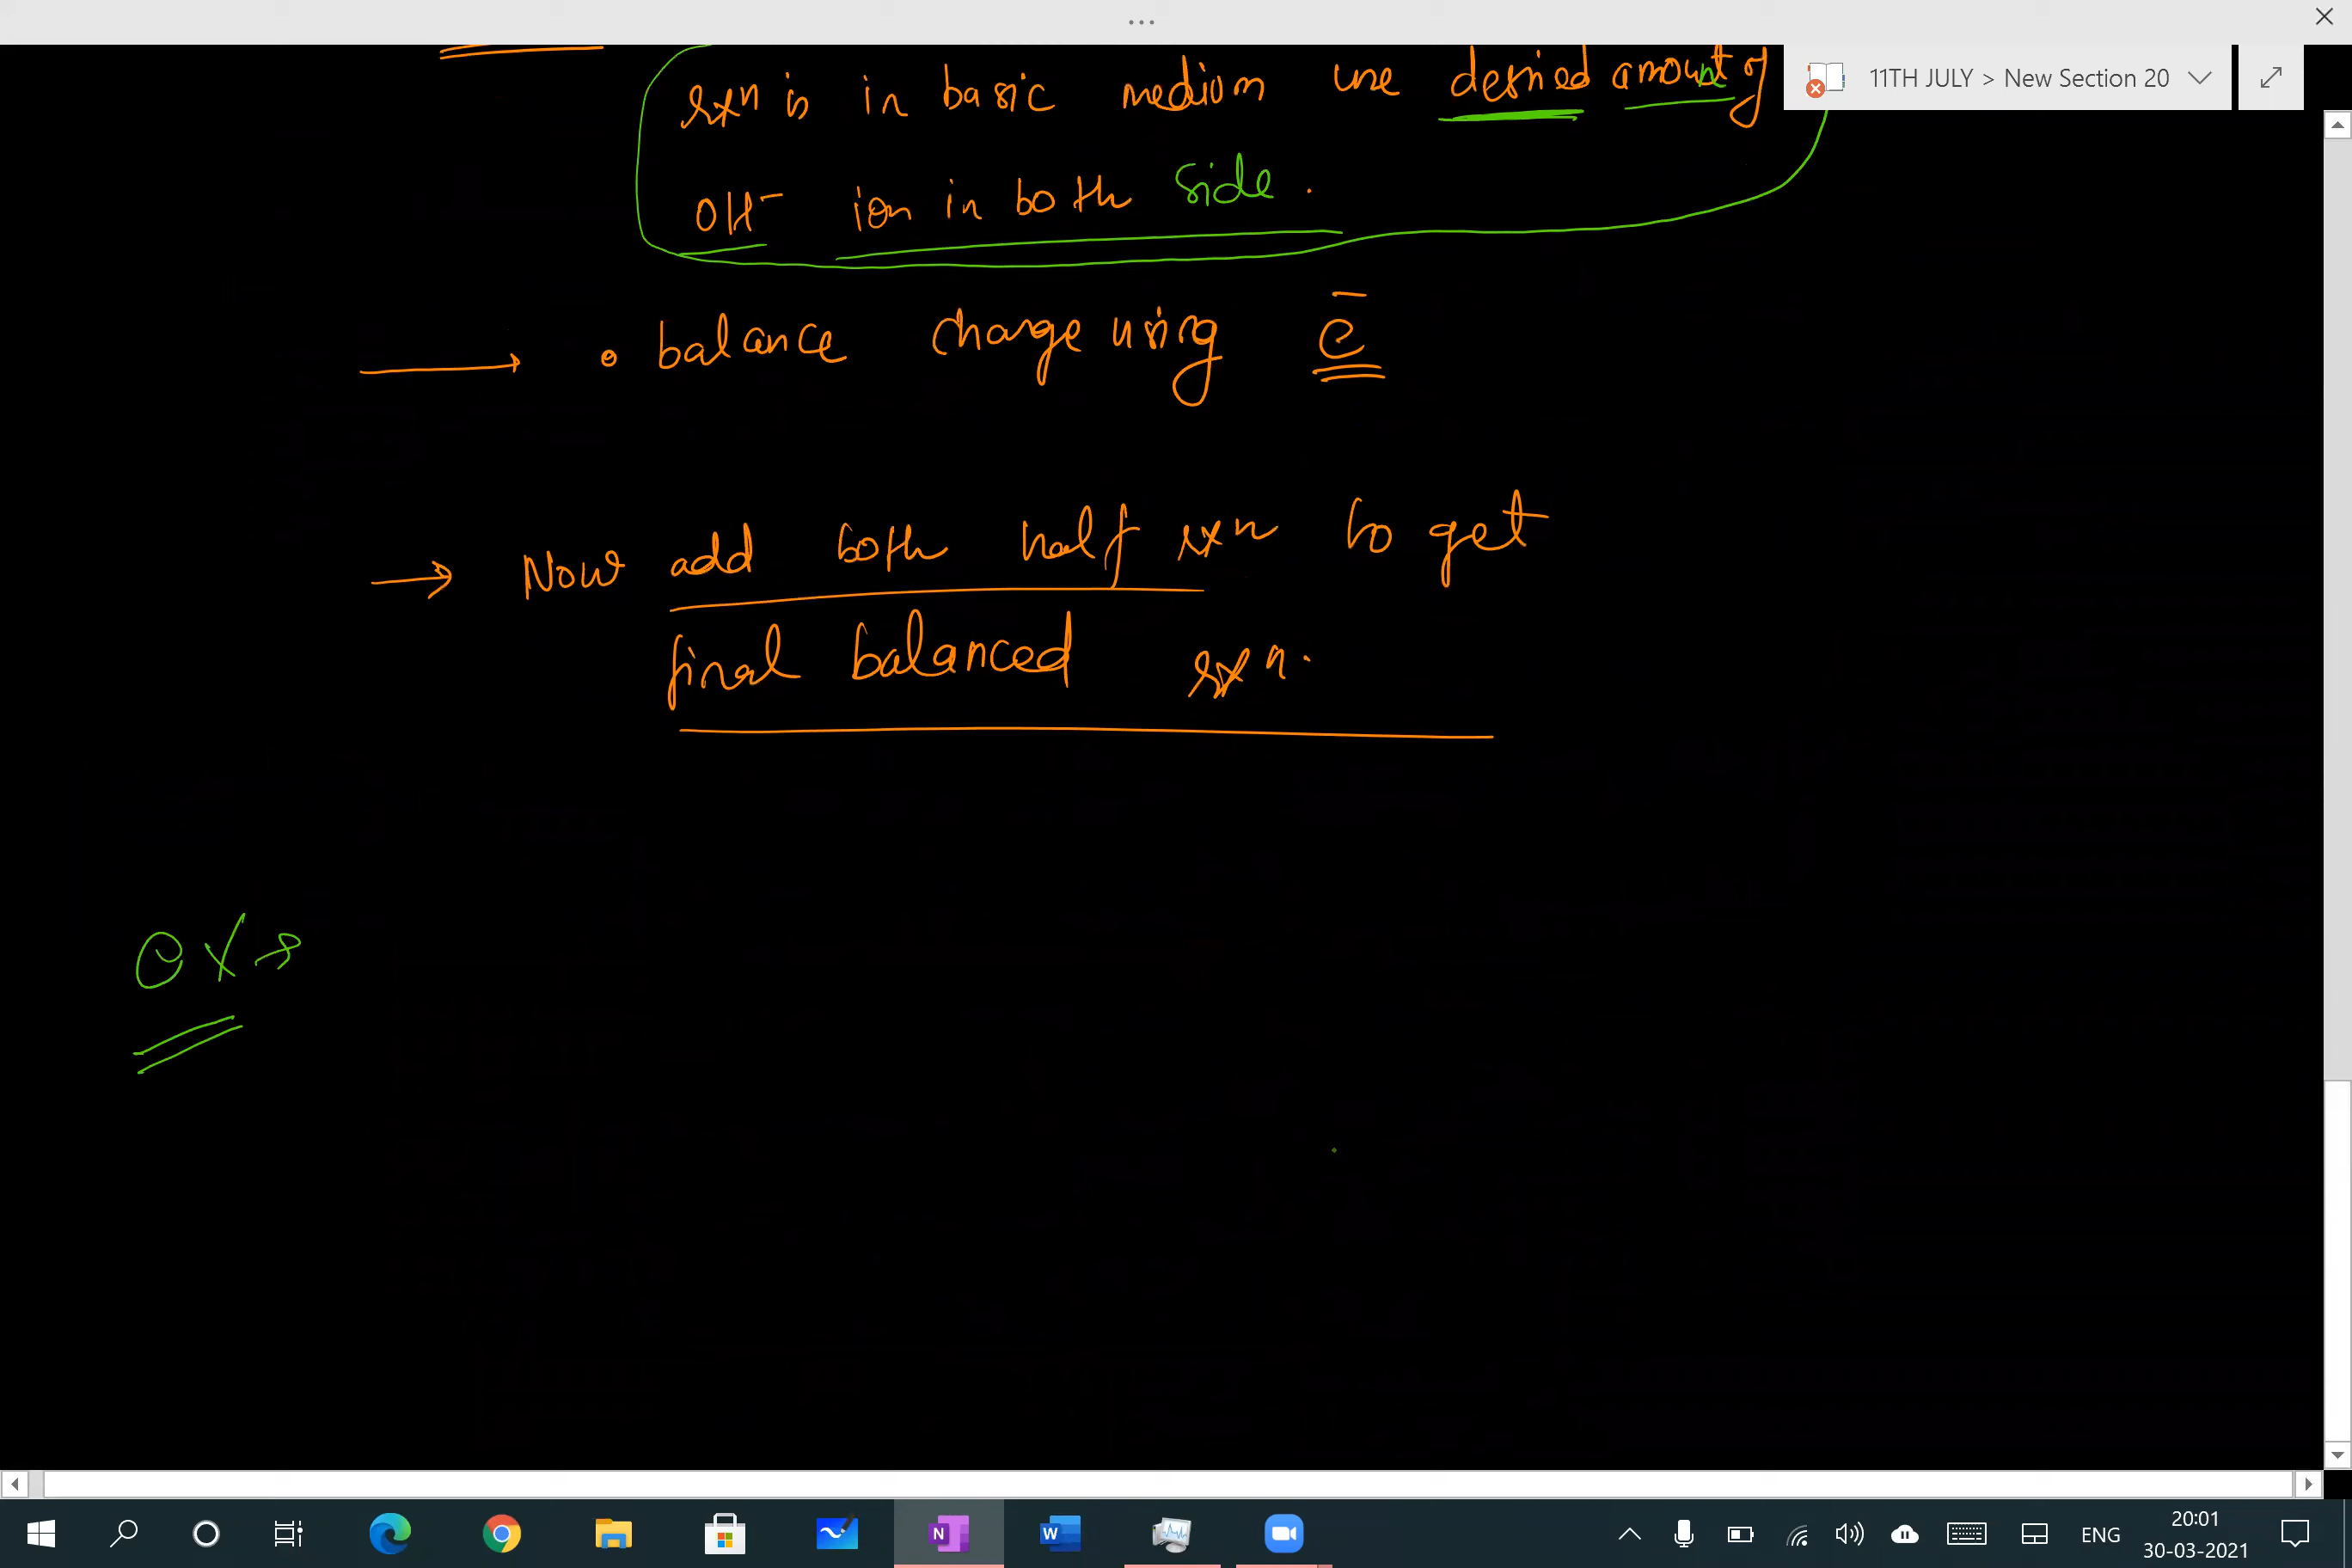 11TH JULY > New Section 20
rxn is in basic medium use desired amount of
OH⁻ ion in both side.
→ • balance charge using e⁻
→ Now add both half rxn to get
final balanced rxn.
ex→
ENG
20:01
30-03-2021